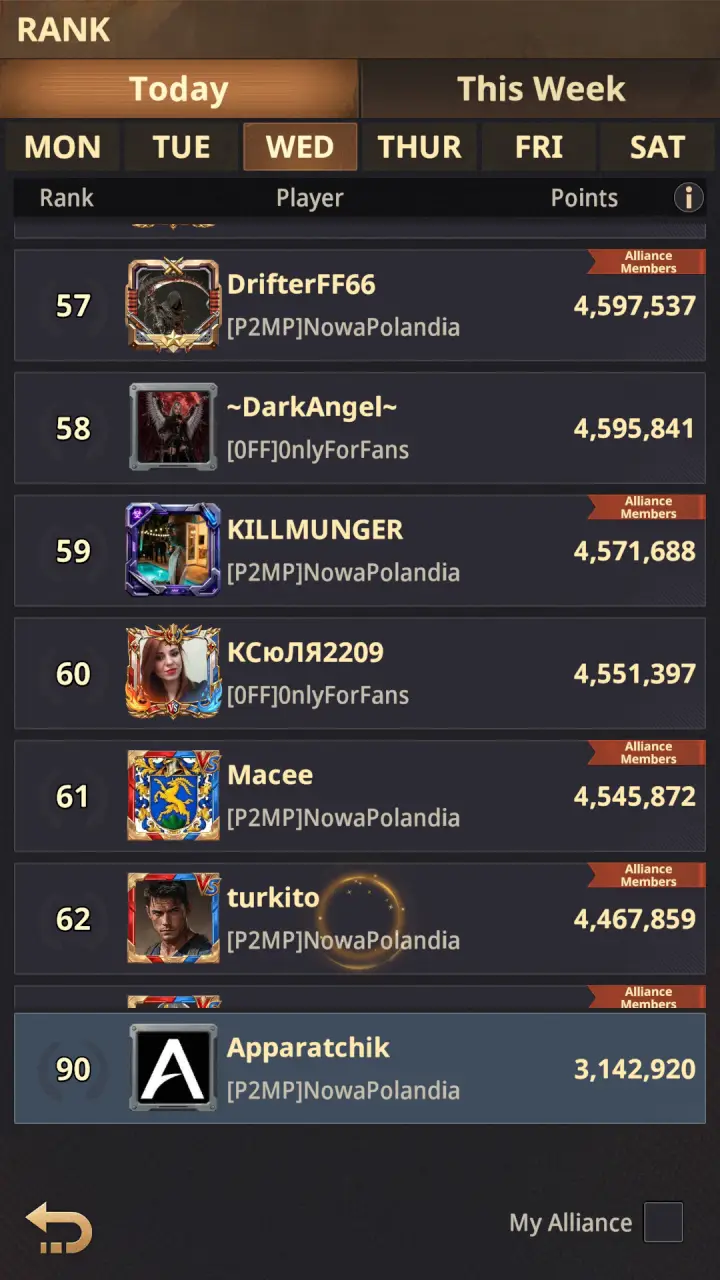 RANK
Today
This Week
MON
TUE
WED
THUR
FRI
SAT
Rank
Player
Points
Alliance
Members
57
DrifterFF66
[P2MP]NowaPolandia
4,597,537
58
~DarkAngel~
[0FF]0nlyForFans
4,595,841
Alliance
Members
59
KILLMUNGER
[P2MP]NowaPolandia
4,571,688
60
КСюЛЯ2209
[0FF]0nlyForFans
4,551,397
Alliance
Members
61
Macee
[P2MP]NowaPolandia
4,545,872
Alliance
Members
62
turkito
[P2MP]NowaPolandia
4,467,859
Alliance
Members
90
Apparatchik
[P2MP]NowaPolandia
3,142,920
My Alliance